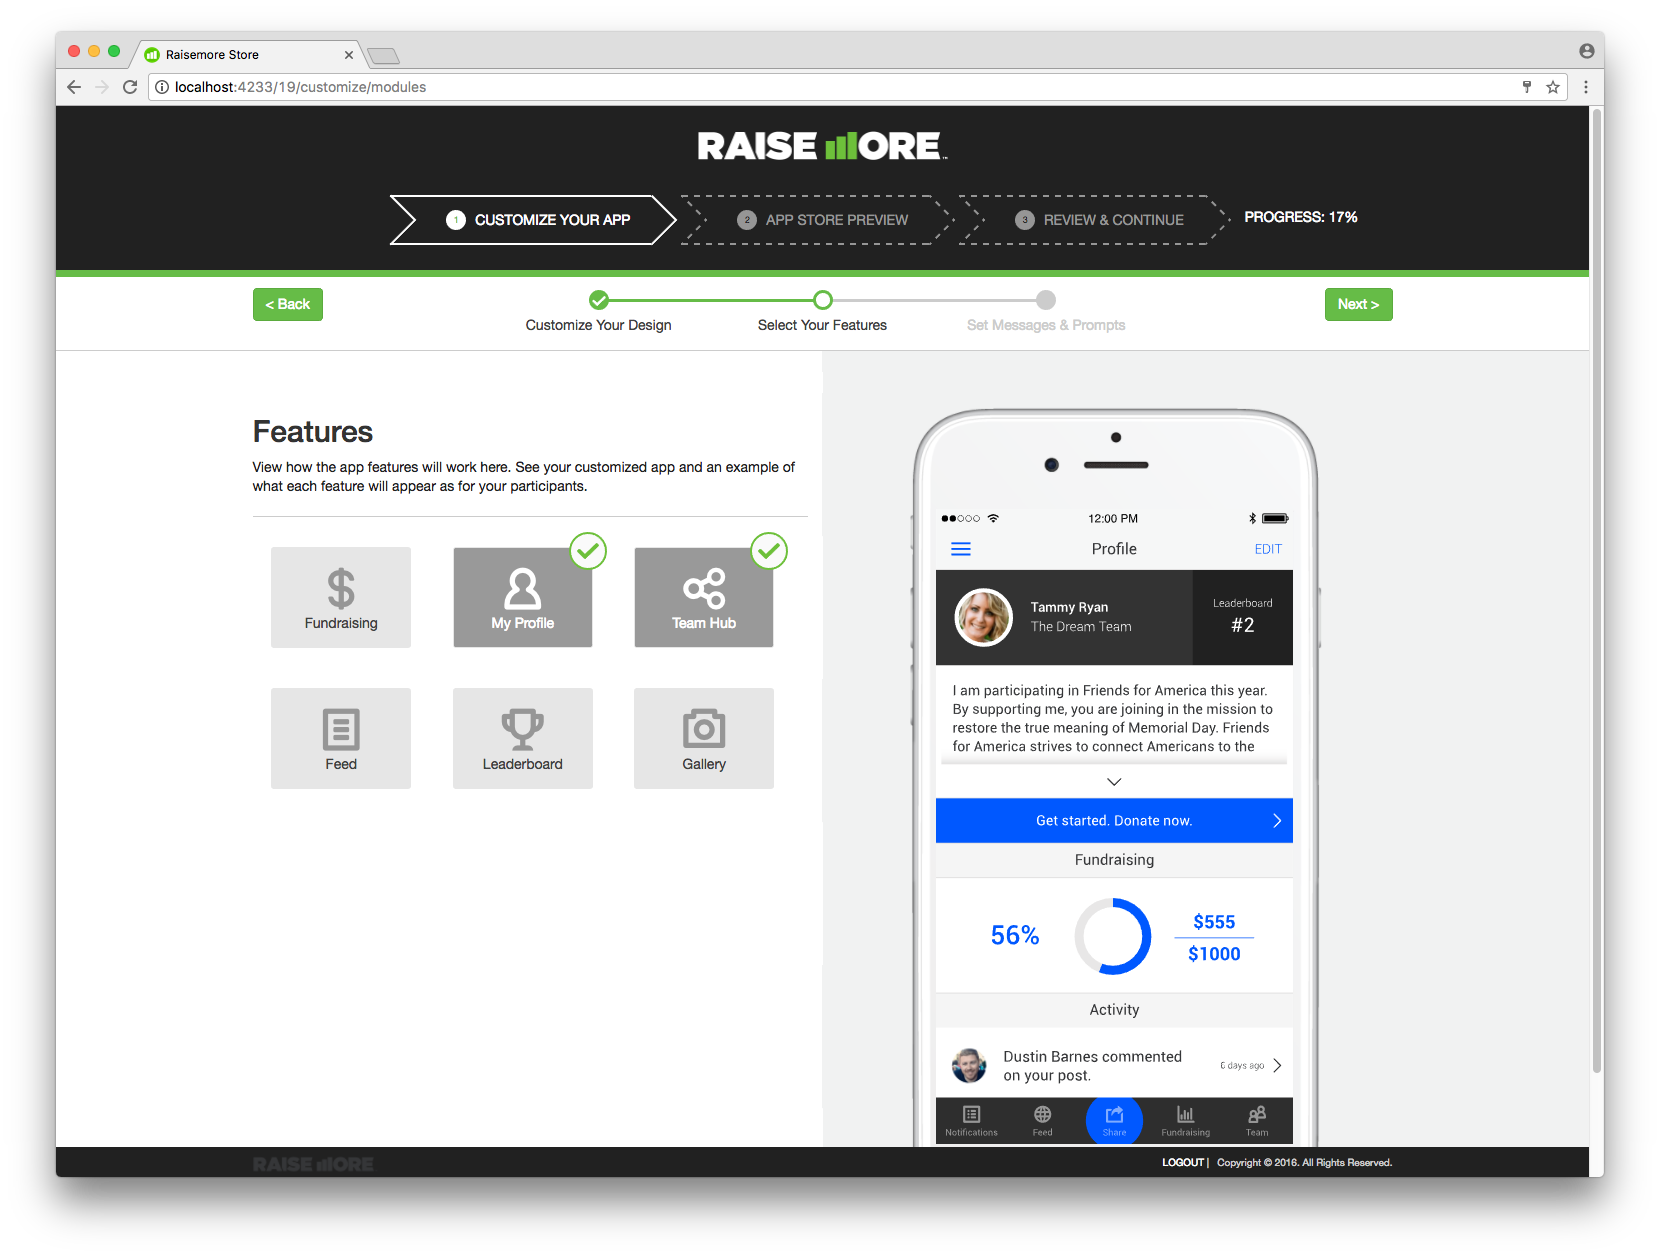 Raisemore Store
localhost:4233/19/customize/modules
RAISE MORE™
1 CUSTOMIZE YOUR APP
2 APP STORE PREVIEW
3 REVIEW & CONTINUE
PROGRESS: 17%
< Back
Customize Your Design
Select Your Features
Set Messages & Prompts
Next >
Features
View how the app features will work here. See your customized app and an example of
what each feature will appear as for your participants.
Fundraising
My Profile
Team Hub
Feed
Leaderboard
Gallery
12:00 PM
Profile
EDIT
Tammy Ryan
The Dream Team
Leaderboard
#2
I am participating in Friends for America this year.
By supporting me, you are joining in the mission to
restore the true meaning of Memorial Day. Friends
for America strives to connect Americans to the
Get started. Donate now.
Fundraising
56%
$555
$1000
Activity
Dustin Barnes commented
on your post.
6 days ago
Notifications
Feed
Share
Fundraising
Team
RAISE MORE
LOGOUT | Copyright © 2016. All Rights Reserved.